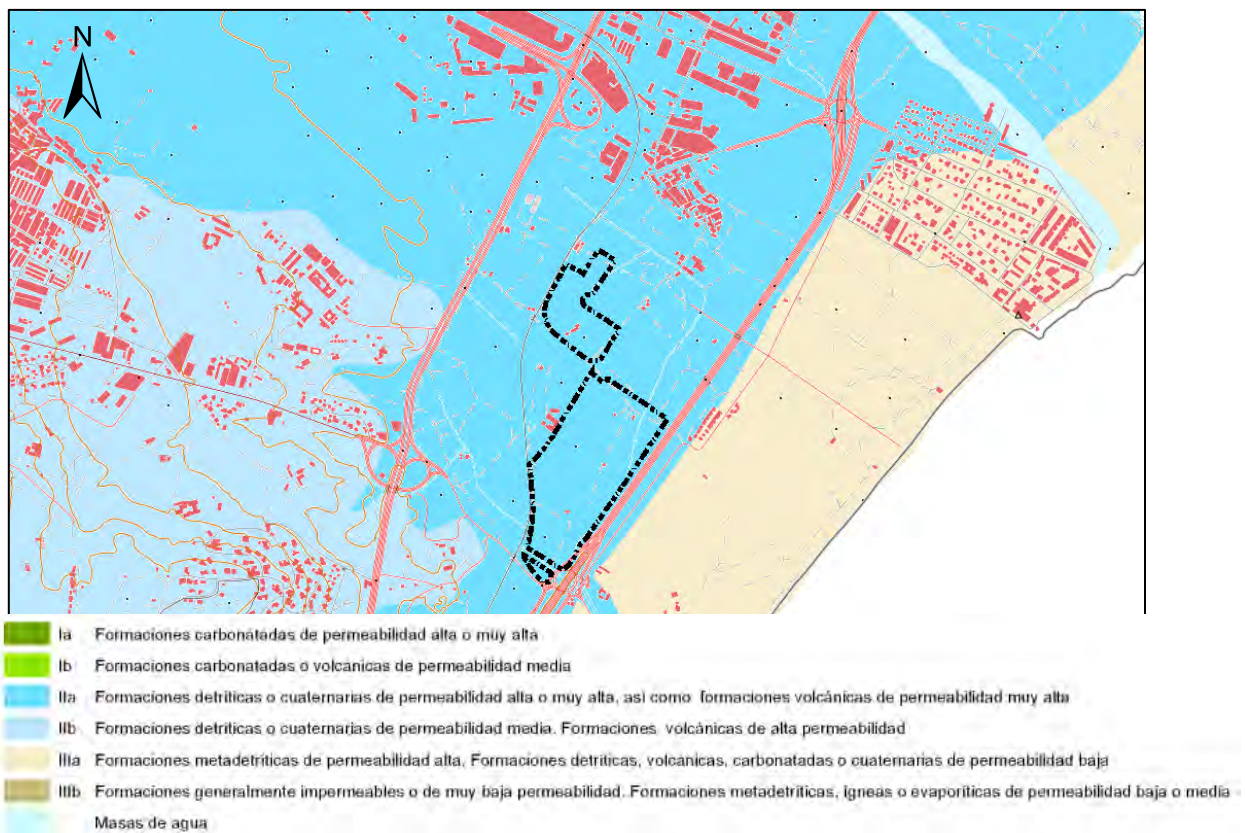 N
Ia Formaciones carbonatadas de permeabilidad alta o muy alta
Ib Formaciones carbonatadas o volcánicas de permeabilidad media
IIa Formaciones detríticas o cuaternarias de permeabilidad alta o muy alta, así como formaciones volcánicas de permeabilidad muy alta
IIb Formaciones detríticas o cuaternarias de permeabilidad media. Formaciones volcánicas de alta permeabilidad
IIIa Formaciones metadetríticas de permeabilidad alta, Formaciones detríticas, volcánicas, carbonatadas o cuaternarias de permeabilidad baja
IIIb Formaciones generalmente impermeables o de muy baja permeabilidad. Formaciones metadetríticas, ígneas o evaporíticas de permeabilidad baja o media
Masas de agua